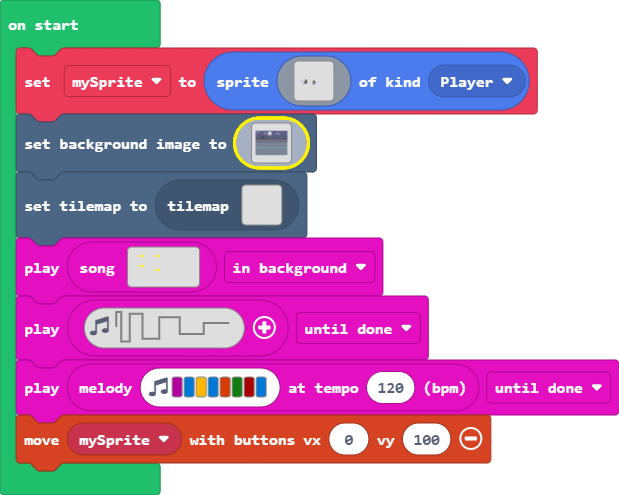 on start
set mySprite to sprite of kind Player
set background image to
set tilemap to tilemap
play song in background
play until done
play melody at tempo 120 (bpm) until done
move mySprite with buttons vx 0 vy 100